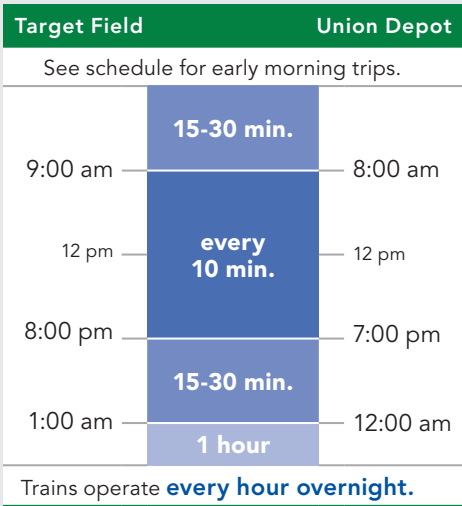 Target Field Union Depot
See schedule for early morning trips.
15-30 min.
9:00 am 8:00 am
12 pm every 10 min. 12 pm
8:00 pm 7:00 pm
15-30 min.
1:00 am 12:00 am
1 hour
Trains operate every hour overnight.